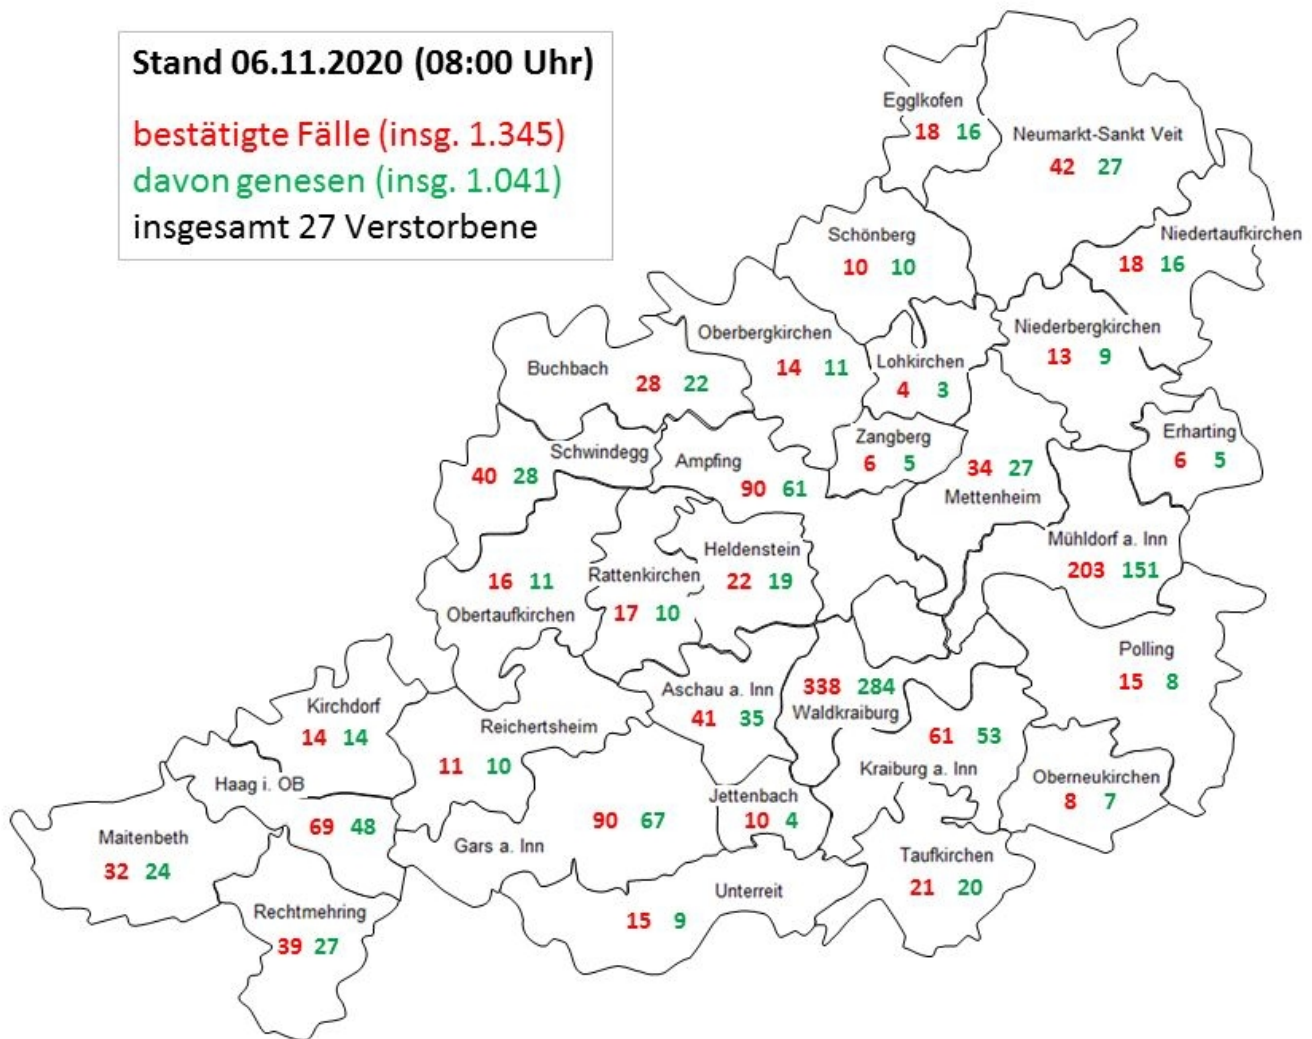 Stand 06.11.2020 (08:00 Uhr)
bestätigte Fälle (insg. 1.345)
davon genesen (insg. 1.041)
insgesamt 27 Verstorbene
Egglkofen
18 16
Neumarkt-Sankt Veit
42 27
Niedertaufkirchen
18 16
Schönberg
10 10
Niederbergkirchen
13 9
Oberbergkirchen
14 11
Lohkirchen
4 3
Buchbach
28 22
Erharting
6 5
Zangberg
6 5
Schwindegg
40 28
Ampfing
90 61
34 27
Mettenheim
Mühldorf a. Inn
203 151
Heldenstein
22 19
Rattenkirchen
17 10
16 11
Obertaufkirchen
Polling
15 8
Aschau a. Inn
41 35
338 284
Waldkraiburg
Kirchdorf
14 14
Reichertsheim
11 10
61 53
Kraiburg a. Inn
Oberneukirchen
8 7
Haag i. OB
69 48
Jettenbach
10 4
90 67
Gars a. Inn
Maitenbeth
32 24
Taufkirchen
21 20
Unterreit
15 9
Rechtmehring
39 27